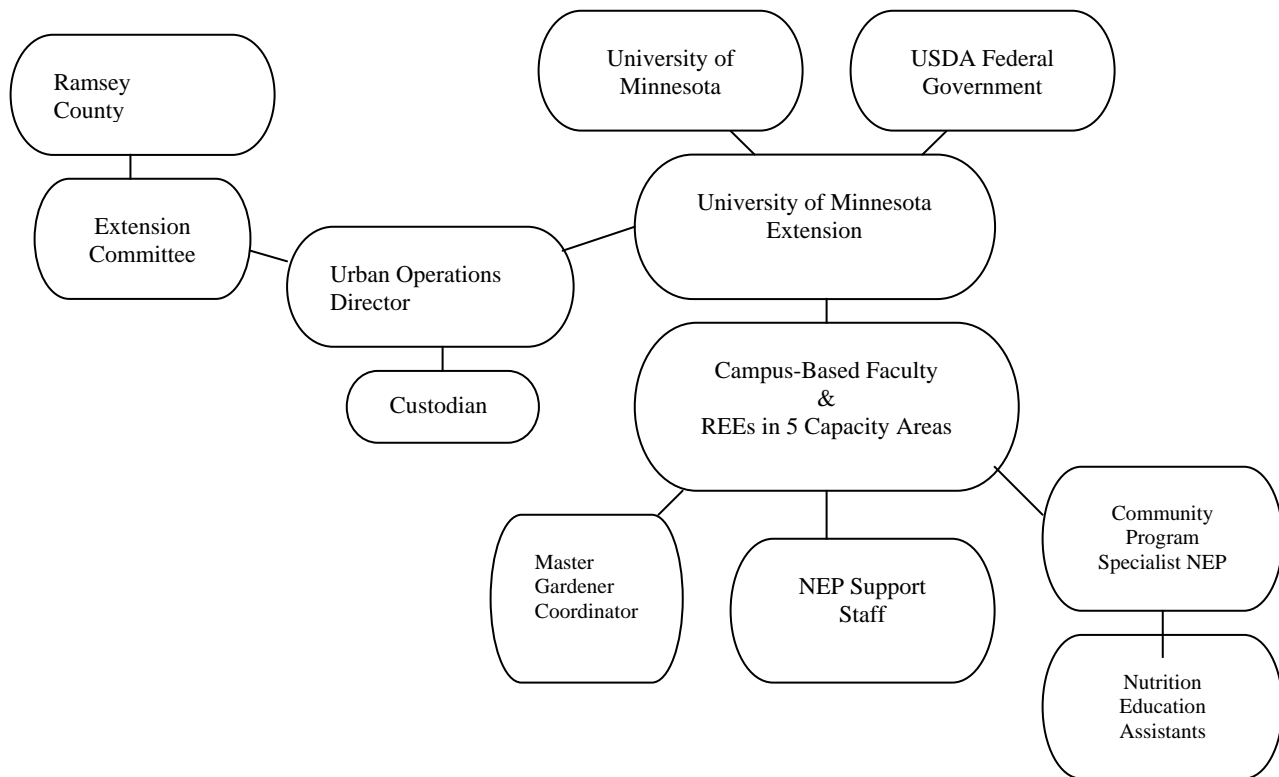 Ramsey
County
University of
Minnesota
USDA Federal
Government
Extension
Committee
University of Minnesota
Extension
Urban Operations
Director
Custodian
Campus-Based Faculty
&
REEs in 5 Capacity Areas
Master
Gardener
Coordinator
NEP Support
Staff
Community
Program
Specialist NEP
Nutrition
Education
Assistants